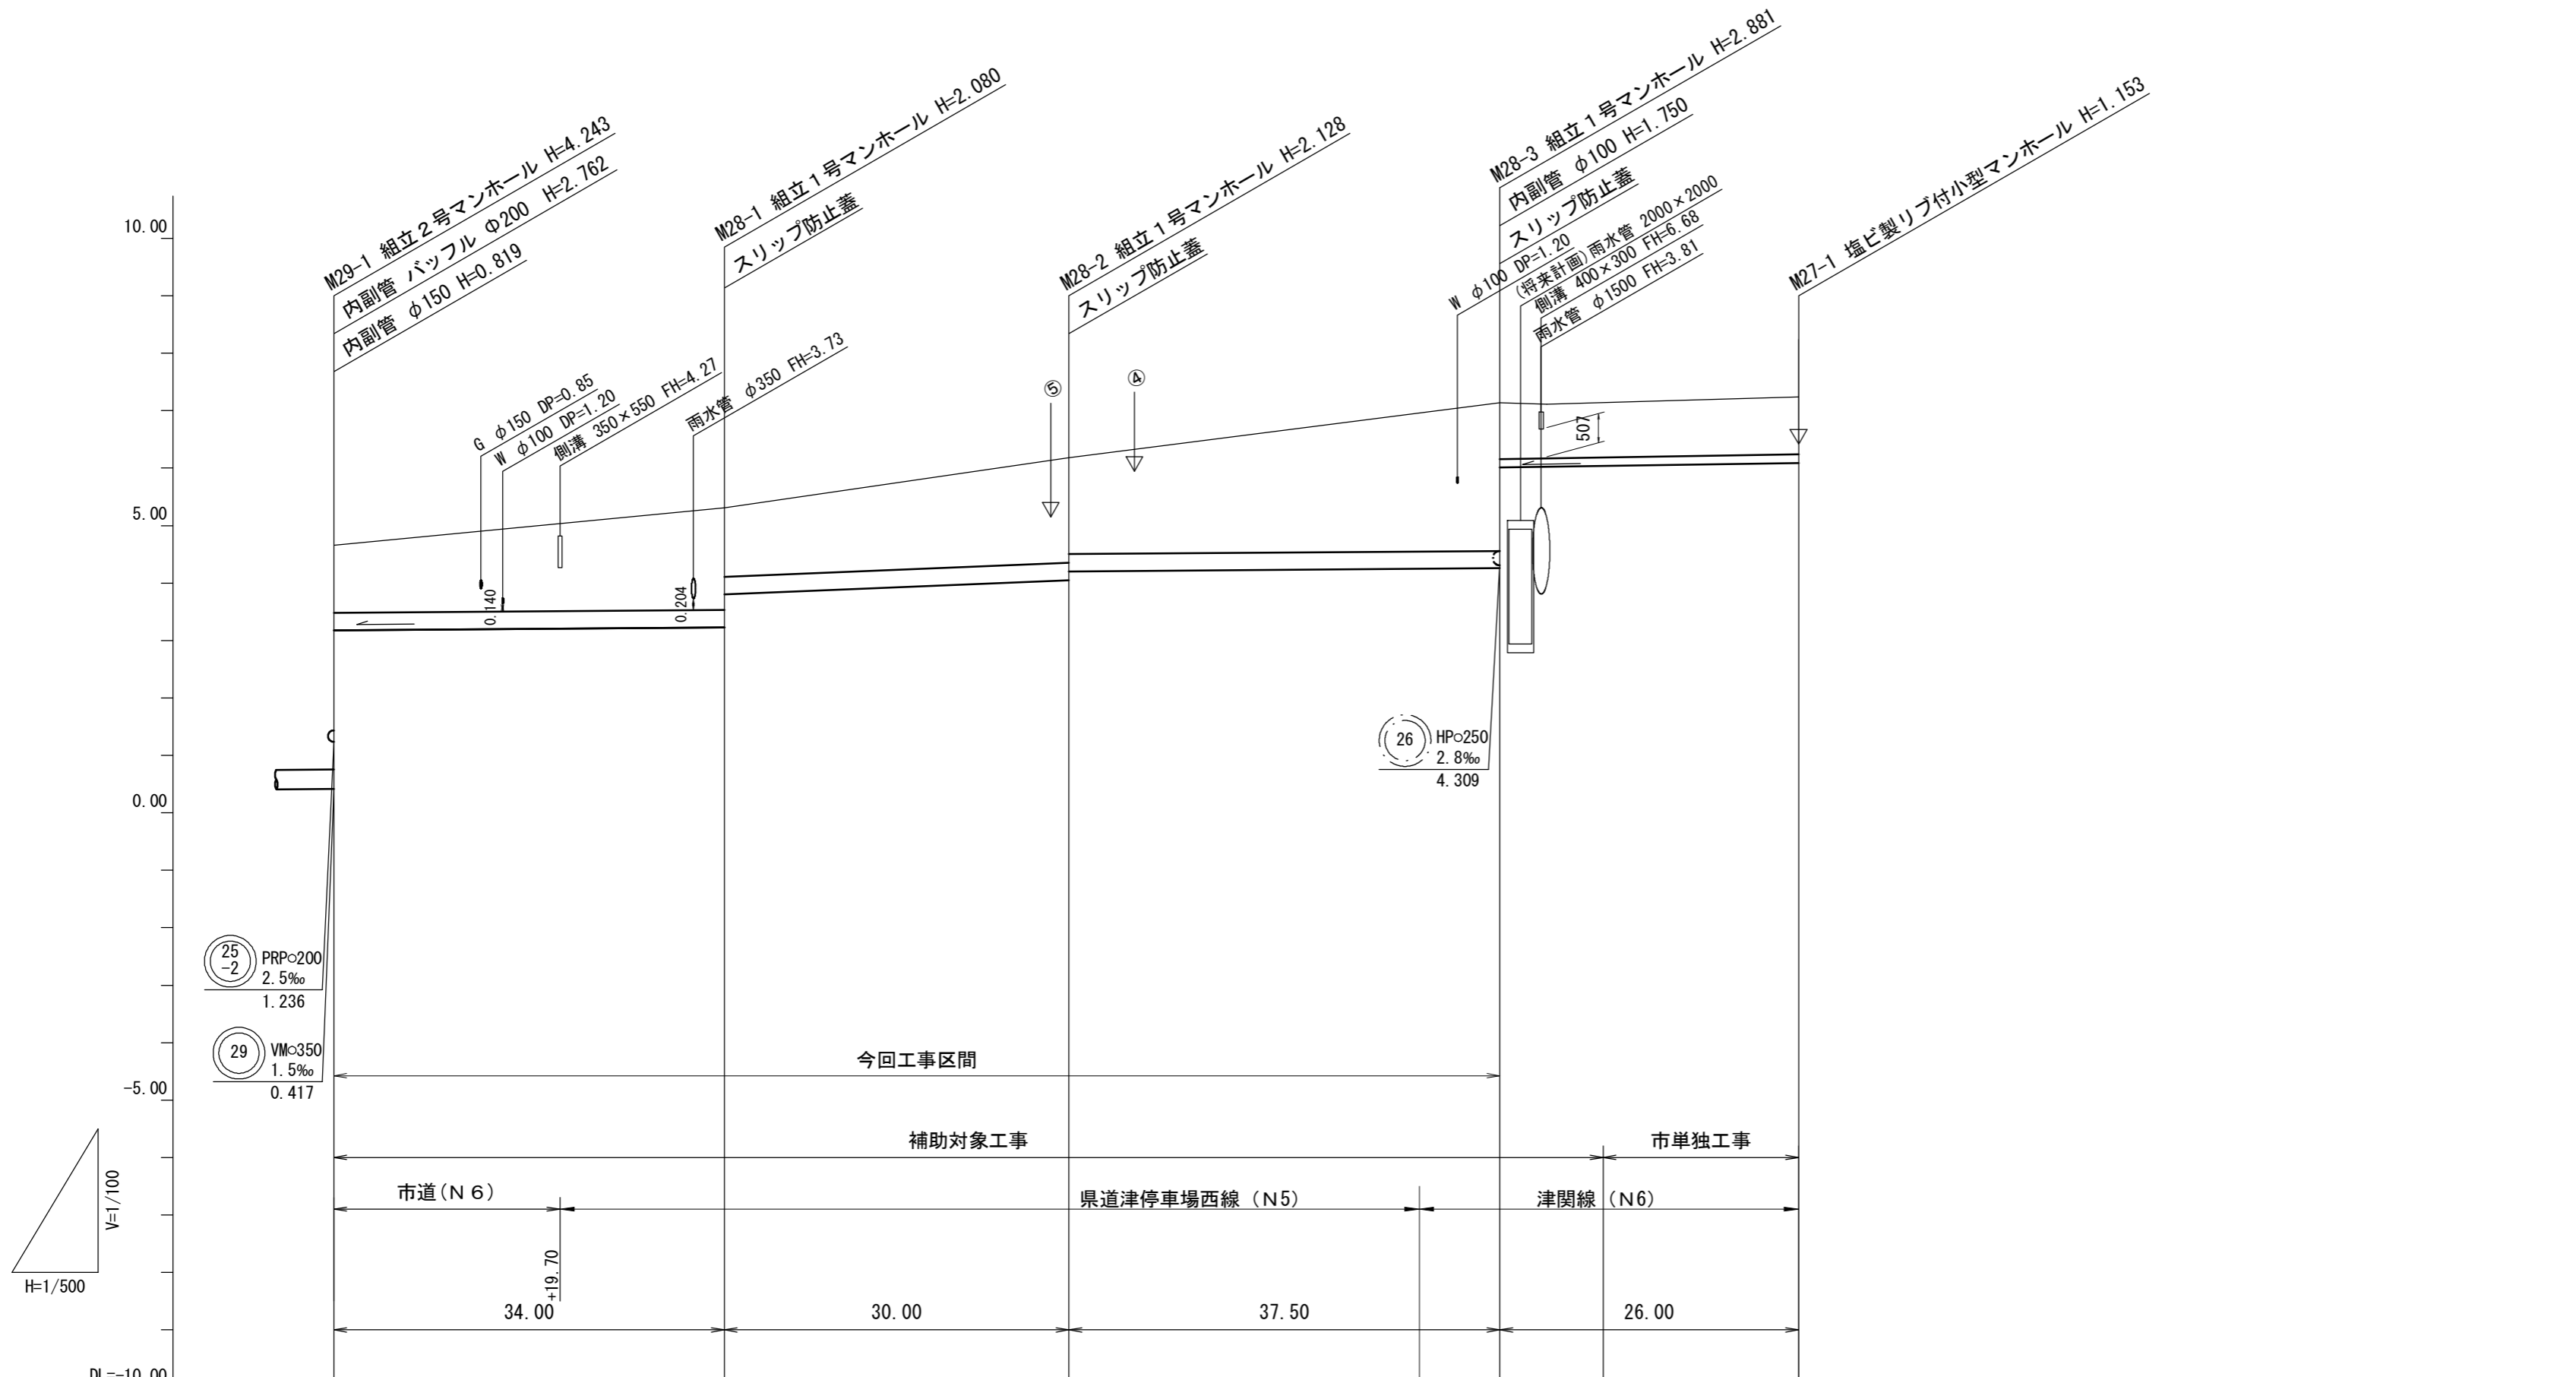 M29-1 組立２号マンホール H=4.243
内副管 バッフル Φ200 H=2.762
内副管 φ150 H=0.819
M28-1 組立１号マンホール H=2.080
スリップ防止蓋
M28-2 組立１号マンホール H=2.128
スリップ防止蓋
M28-3 組立１号マンホール H=2.881
内副管 φ100 H=1.750
スリップ防止蓋
M27-1 塩ビ製リブ付小型マンホール H=1.153
W φ100 DP=1.20
(将来計画)雨水管 2000×2000
側溝 400×300 FH=6.68
雨水管 φ1500 FH=3.81
G φ150 DP=0.85
W φ100 DP=1.20
側溝 350×550 FH=4.27
雨水管 φ350 FH=3.73
⑤
④
507
10.00
5.00
0.00
-5.00
DL=-10.00
0.140
0.204
26
HP○250
2.8‰
4.309
25
-2
PRP○200
2.5‰
1.236
29
VM○350
1.5‰
0.417
今回工事区間
補助対象工事
市単独工事
市道(Ｎ６)
県道津停車場西線（Ｎ5）
津関線（Ｎ6）
+19.70
V=1/100
H=1/500
34.00
30.00
37.50
26.00